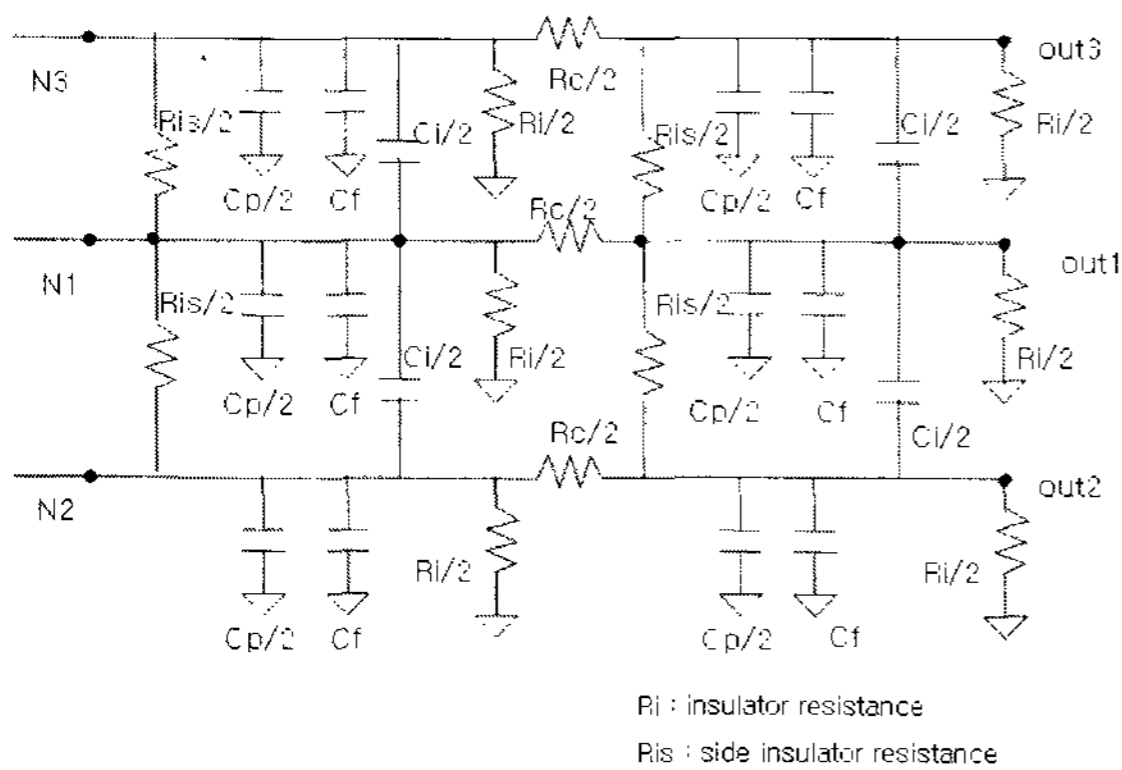 Rc/2
N3
out3
Ris/2
Ci/2
Ri/2
Ris/2
Ci/2
Ri/2
Cp/2
Cf
Cp/2
Cf
Rc/2
N1
out1
Ris/2
Ci/2
Ri/2
Ris/2
Ri/2
Cp/2
Cf
Cp/2
Cf
Ci/2
Rc/2
N2
out2
Ri/2
Ri/2
Cp/2
Cf
Cp/2
Cf
Ri : insulator resistance
Ris : side insulator resistance